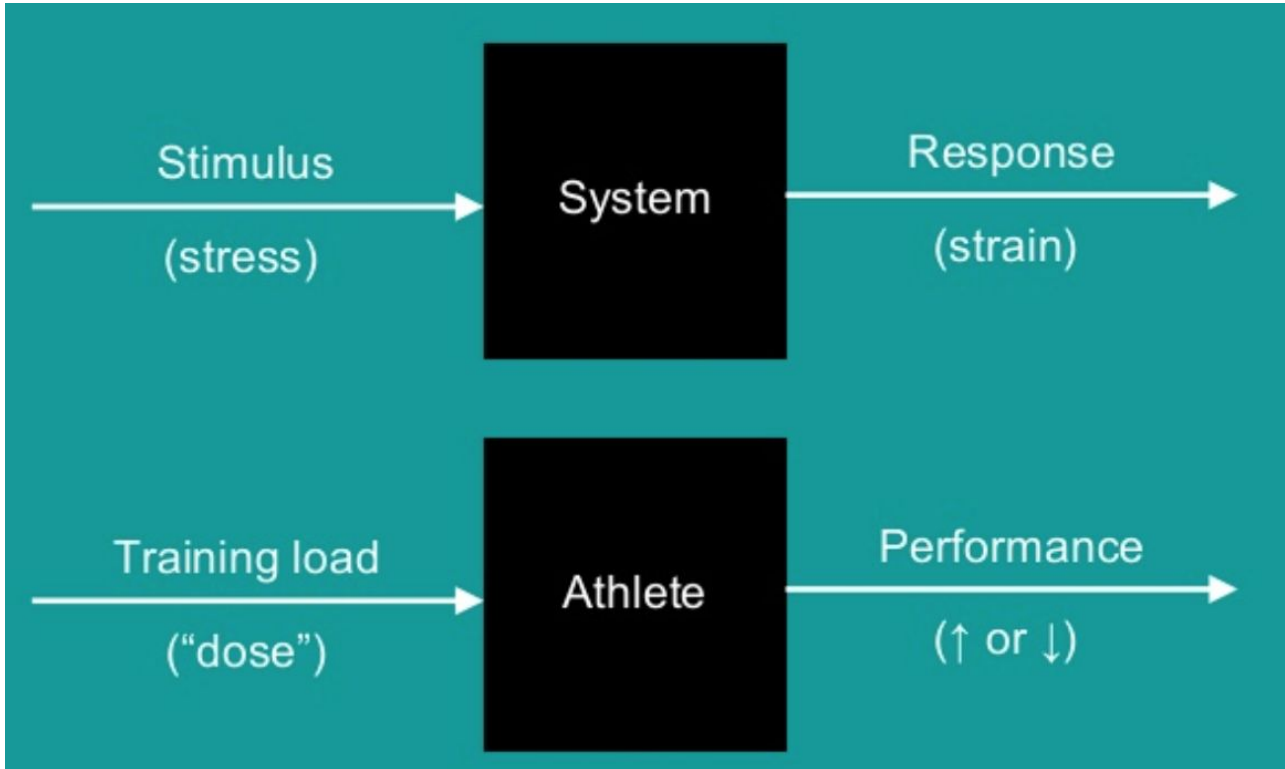 Stimulus
(stress)
System
Response
(strain)
Training load
(“dose”)
Athlete
Performance
(↑ or ↓)